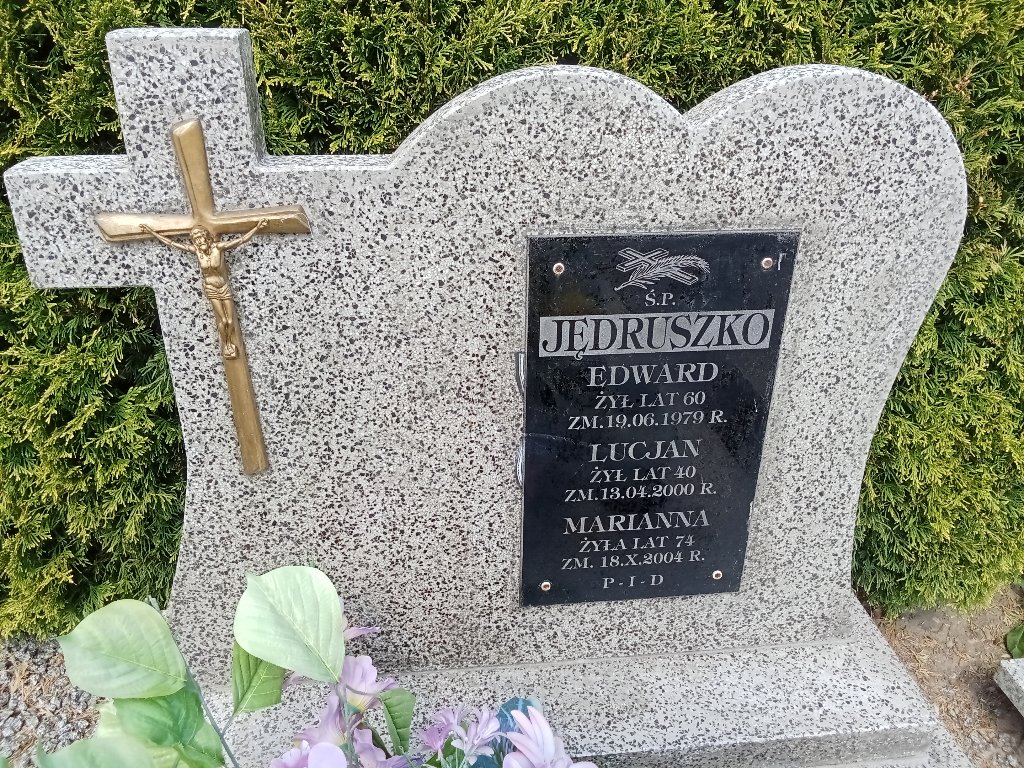 Ś.P.
JĘDRUSZKO
EDWARD
ŻYŁ LAT 60
ZM.19.06.1979 R.
LUCJAN
ŻYŁ LAT 40
ZM.13.04.2000 R.
MARIANNA
ŻYŁA LAT 74
ZM. 18.X.2004 R.
P-I-D